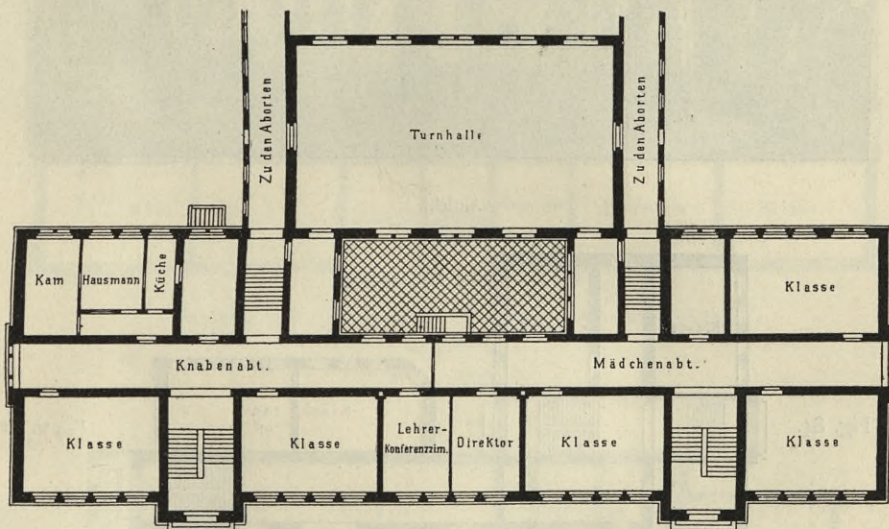 Zu den Aborten
Turnhalle
Zu den Aborten
Kam
Hausmann
Küche
Klasse
Knabenabt.
Mädchenabt.
Klasse
Klasse
Lehrer-
Konferenzzim.
Direktor
Klasse
Klasse